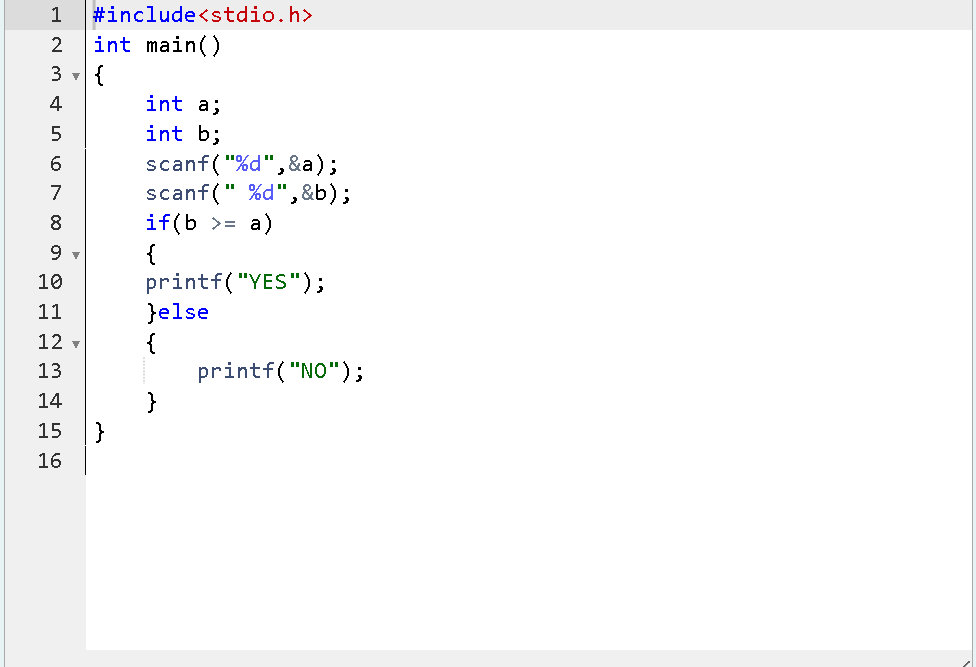 1 #include<stdio.h>
2 int main()
3 {
4     int a;
5     int b;
6     scanf("%d",&a);
7     scanf(" %d",&b);
8     if(b >= a)
9     {
10     printf("YES");
11     }else
12     {
13         printf("NO");
14     }
15 }
16